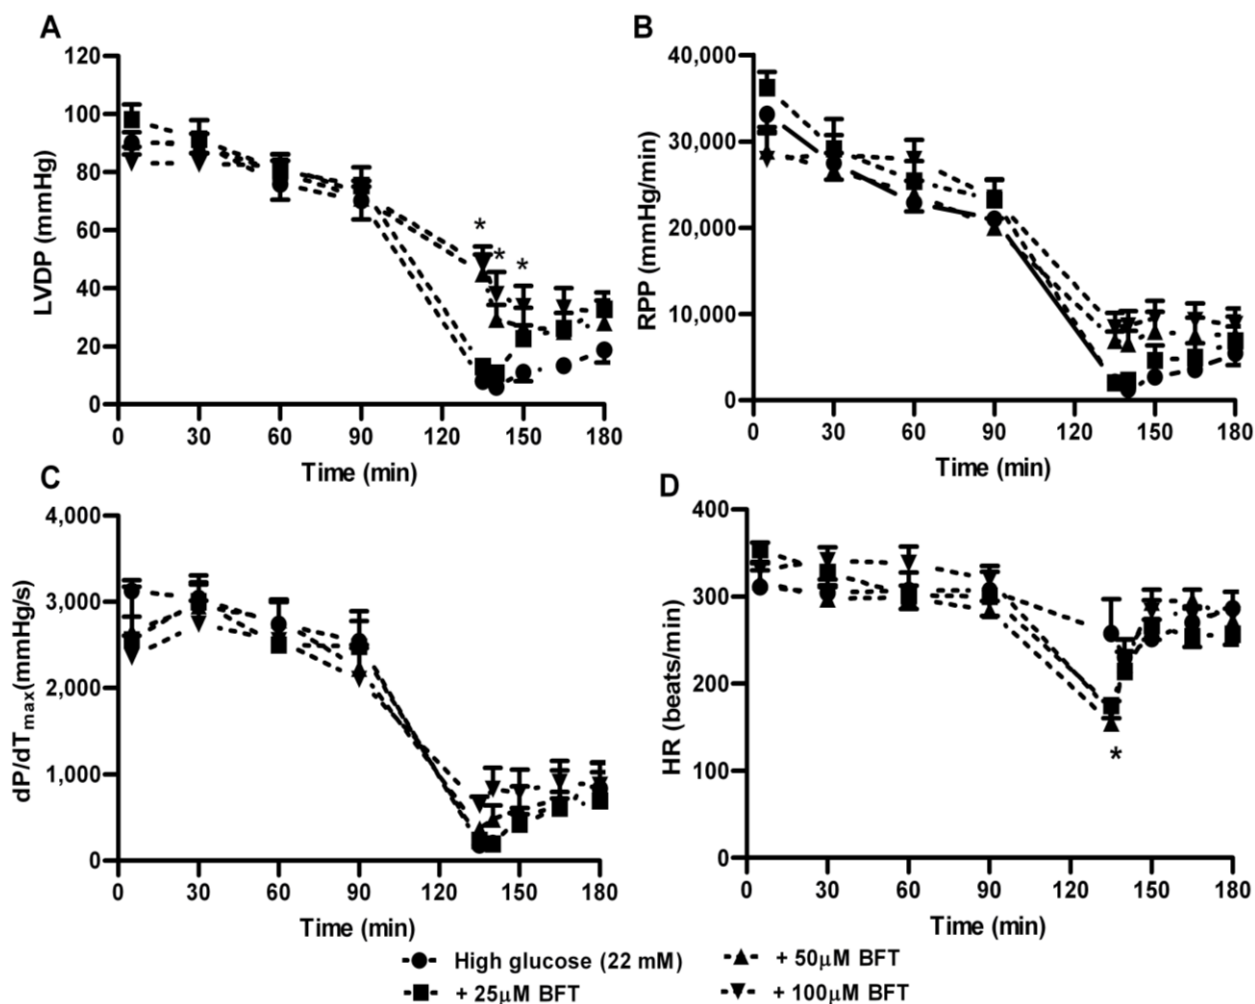 A
LVDP (mmHg)
120
100
80
60
40
20
0
*
*
*
0 30 60 90 120 150 180
Time (min)
B
RPP (mmHg/min)
40,000
30,000
20,000
10,000
0
0 30 60 90 120 150 180
Time (min)
C
dP/dTmax(mmHg/s)
4,000
3,000
2,000
1,000
0
0 30 60 90 120 150 180
Time (min)
D
HR (beats/min)
400
300
200
100
0
*
0 30 60 90 120 150 180
Time (min)
High glucose (22 mM)
+ 25µM BFT
+ 50µM BFT
+ 100µM BFT